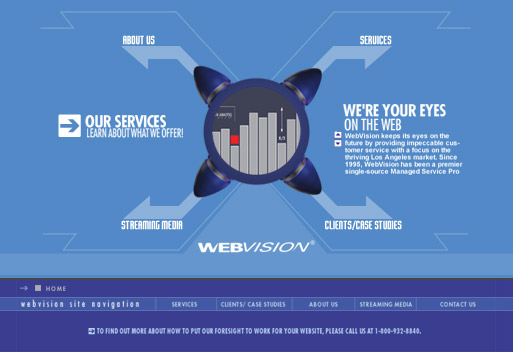 ABOUT US
SERVICES
OUR SERVICES
LEARN ABOUT WHAT WE OFFER!
WE'RE YOUR EYES
ON THE WEB
WebVision keeps its eyes on the
future by providing impeccable cus-
tomer service with a focus on the
thriving Los Angeles market. Since
1995, WebVision has been a premier
single-source Managed Service Pro
STREAMING MEDIA
CLIENTS/CASE STUDIES
WEBVISION®
HOME
webvision site navigation
SERVICES
CLIENTS/ CASE STUDIES
ABOUT US
STREAMING MEDIA
CONTACT US
TO FIND OUT MORE ABOUT HOW TO PUT OUR FORESIGHT TO WORK FOR YOUR WEBSITE, PLEASE CALL US AT 1-800-932-8840.